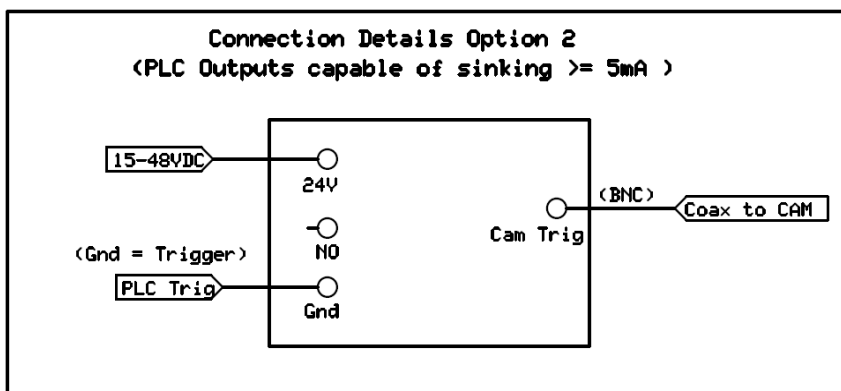 Connection Details Option 2
(PLC Outputs capable of sinking >= 5mA )
15-48VDC
24V
(BNC)
Coax to CAM
Cam Trig
NO
(Gnd = Trigger)
PLC Trig
Gnd